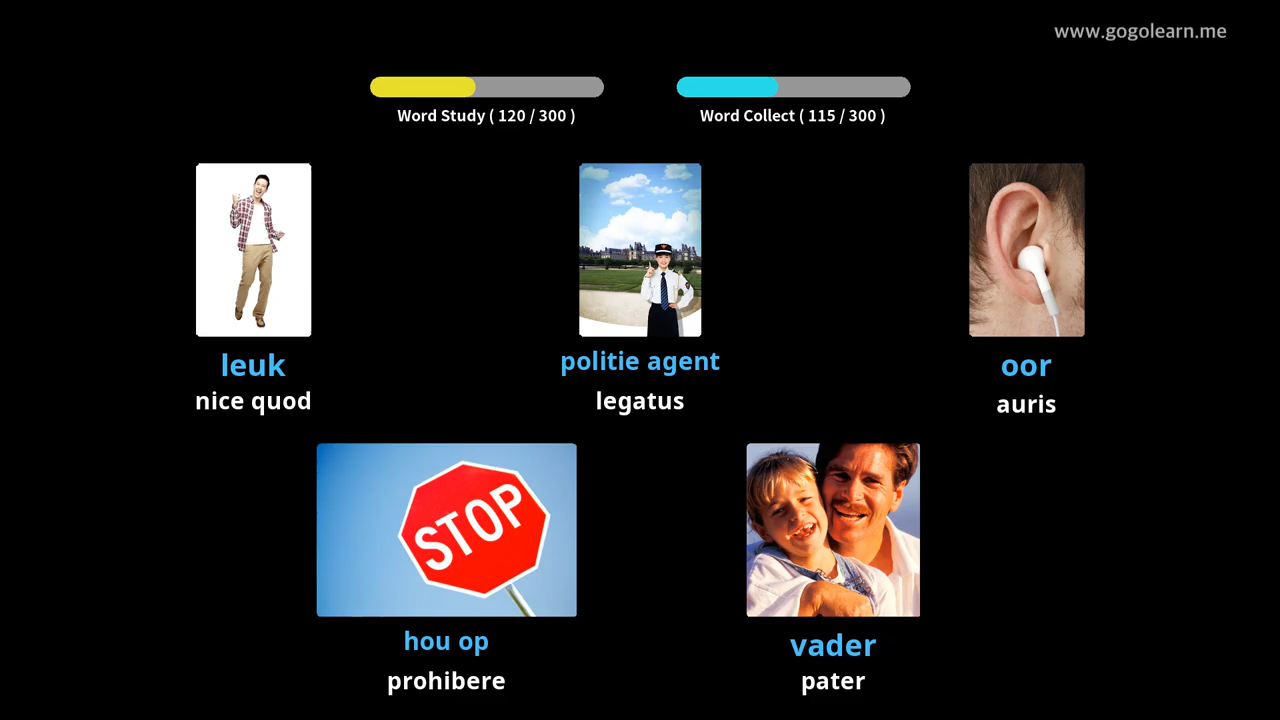 www.gogolearn.me
Word Study ( 120 / 300 )
Word Collect ( 115 / 300 )
leuk
nice quod
politie agent
legatus
oor
auris
STOP
hou op
prohibere
vader
pater